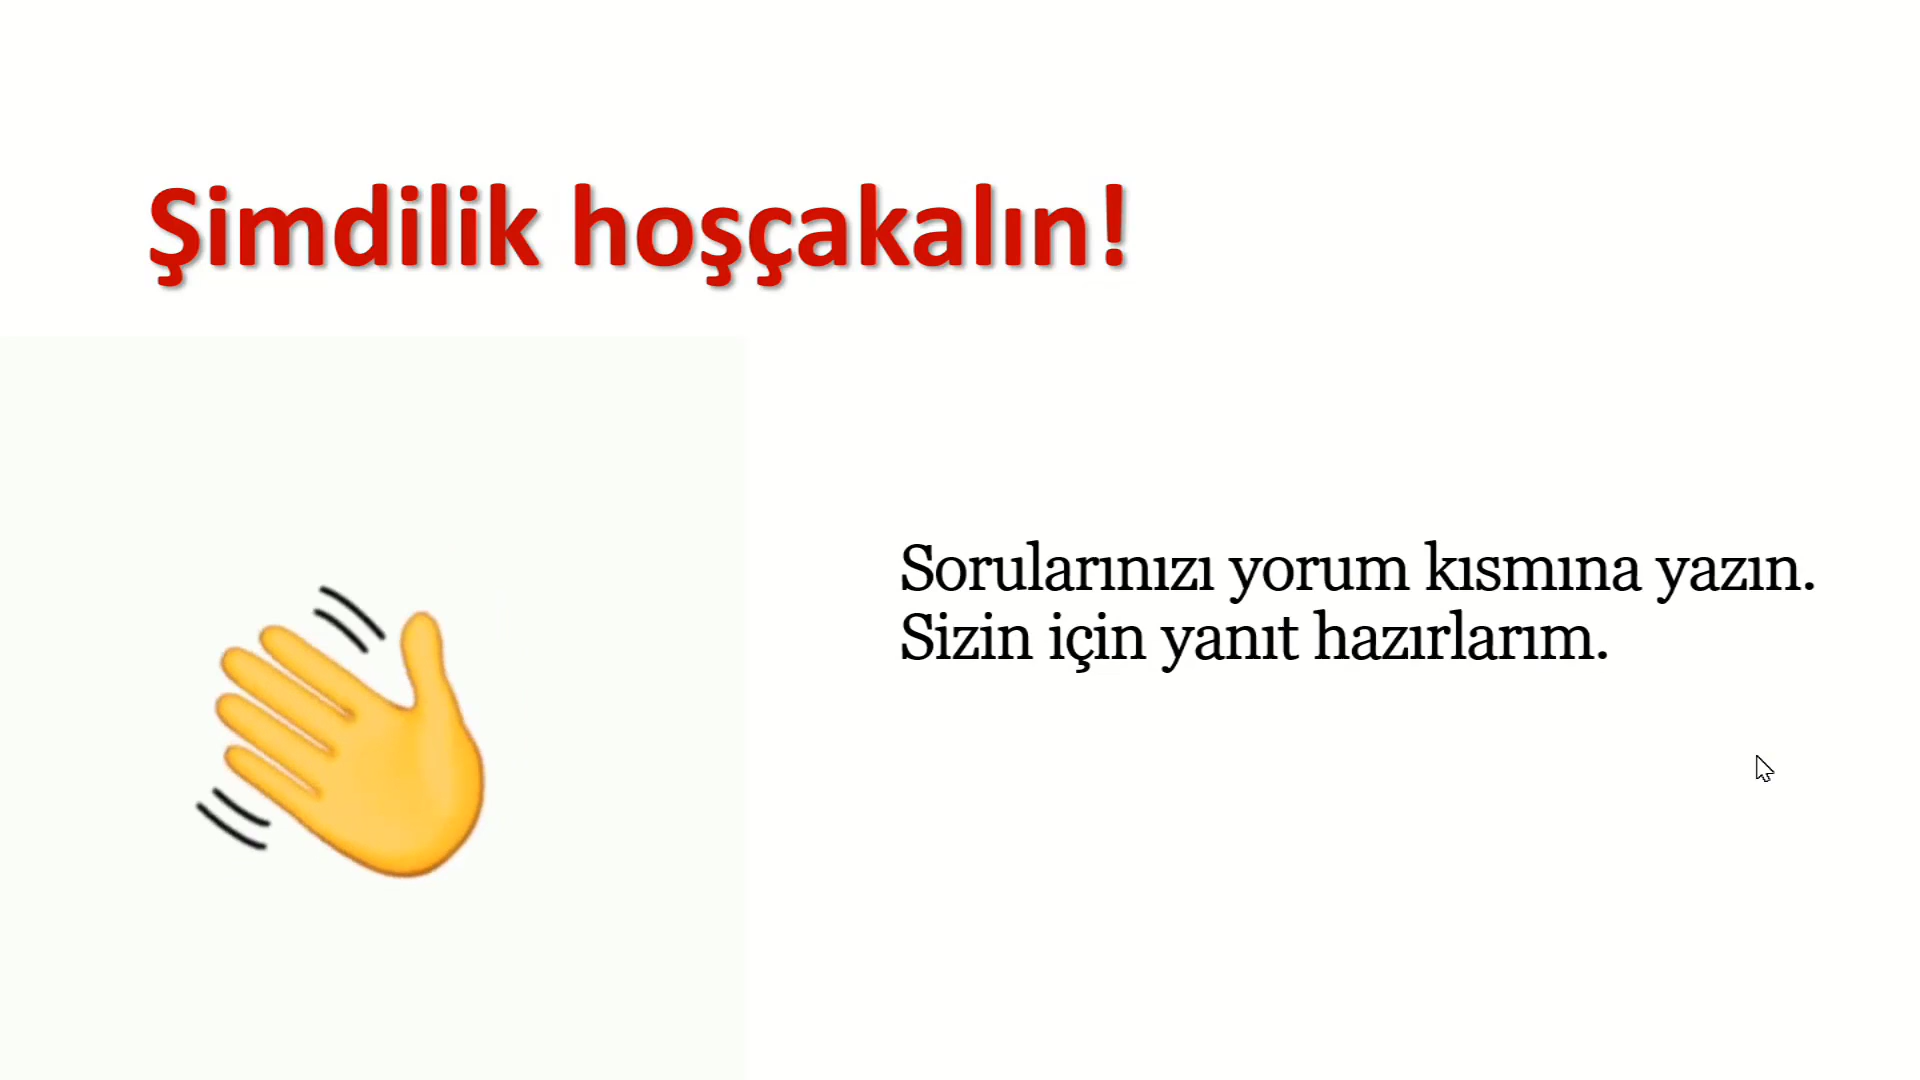 Şimdilik hoşçakalın!
Sorularınızı yorum kısmına yazın.
Sizin için yanıt hazırlarım.